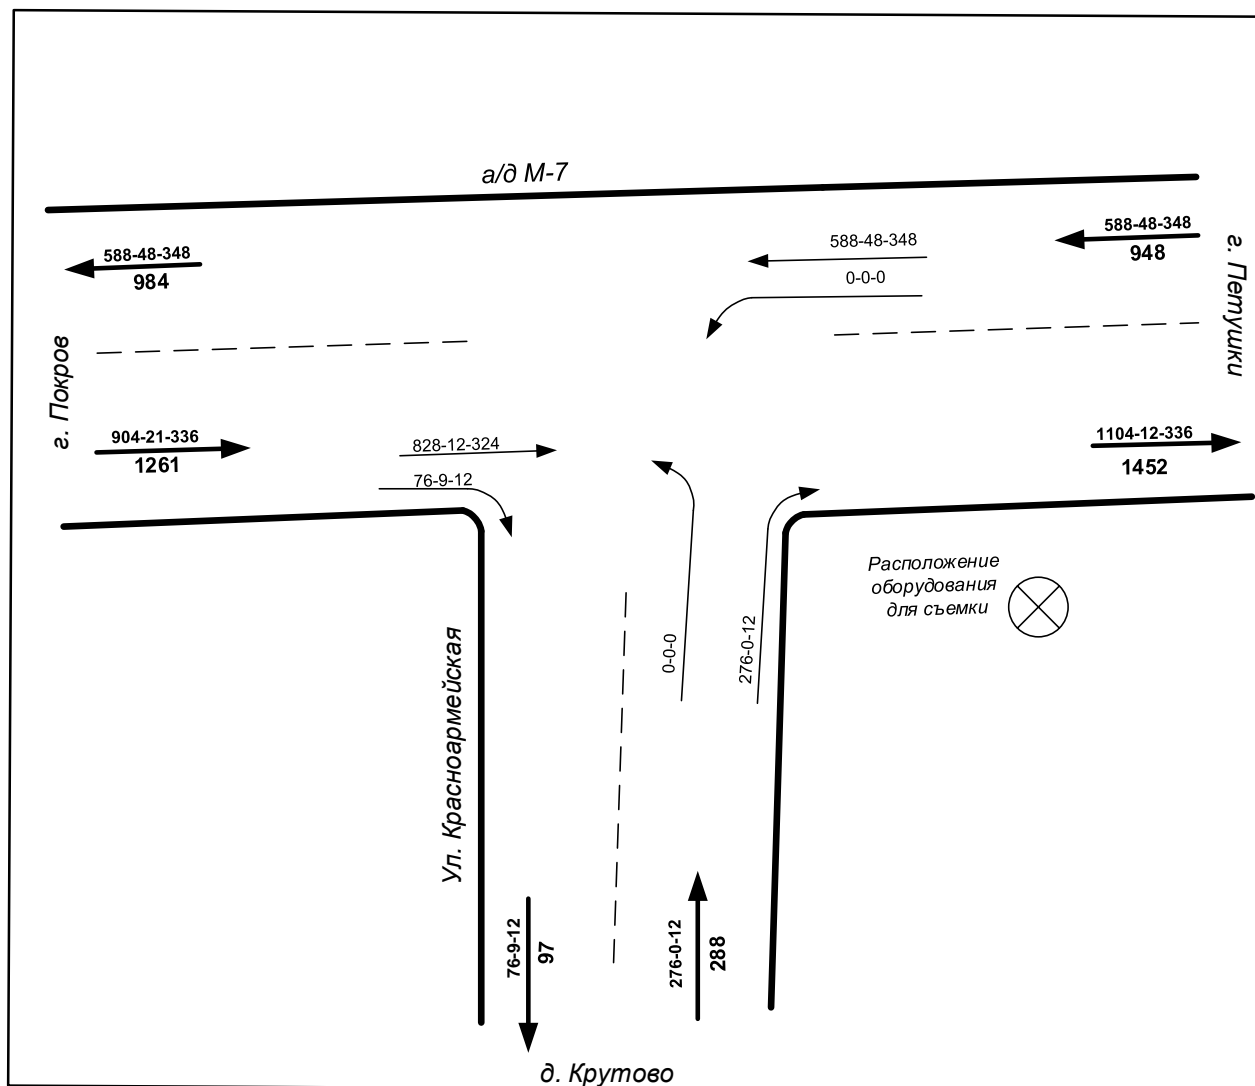 а/д М-7
588-48-348
984
588-48-348
0-0-0
588-48-348
948
г. Покров
г. Петушки
904-21-336
1261
828-12-324
76-9-12
1104-12-336
1452
Расположение
оборудования
для съемки
0-0-0
276-0-12
Ул. Красноармейская
76-9-12
97
276-0-12
288
д. Крутово